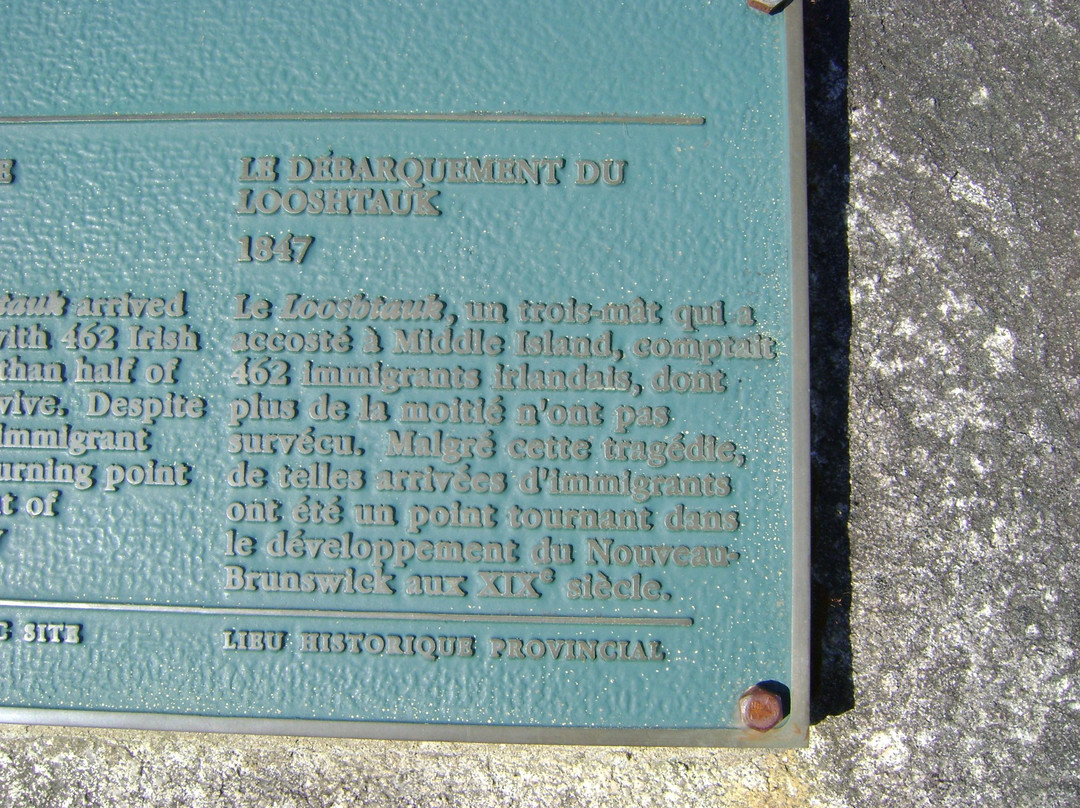 E
tauk arrived
with 462 Irish
than half of
vive. Despite
immigrant
urning point
t of
Y
C SITE
LE DÉBARQUEMENT DU
LOOSHTAUK
1847
Le Looshtauk, un trois-mât qui a
accosté à Middle Island, comptait
462 immigrants irlandais, dont
plus de la moitié n'ont pas
survécu. Malgré cette tragédie,
de telles arrivées d'immigrants
ont été un point tournant dans
le développement du Nouveau-
Brunswick aux XIXe siècle.
LIEU HISTORIQUE PROVINCIAL